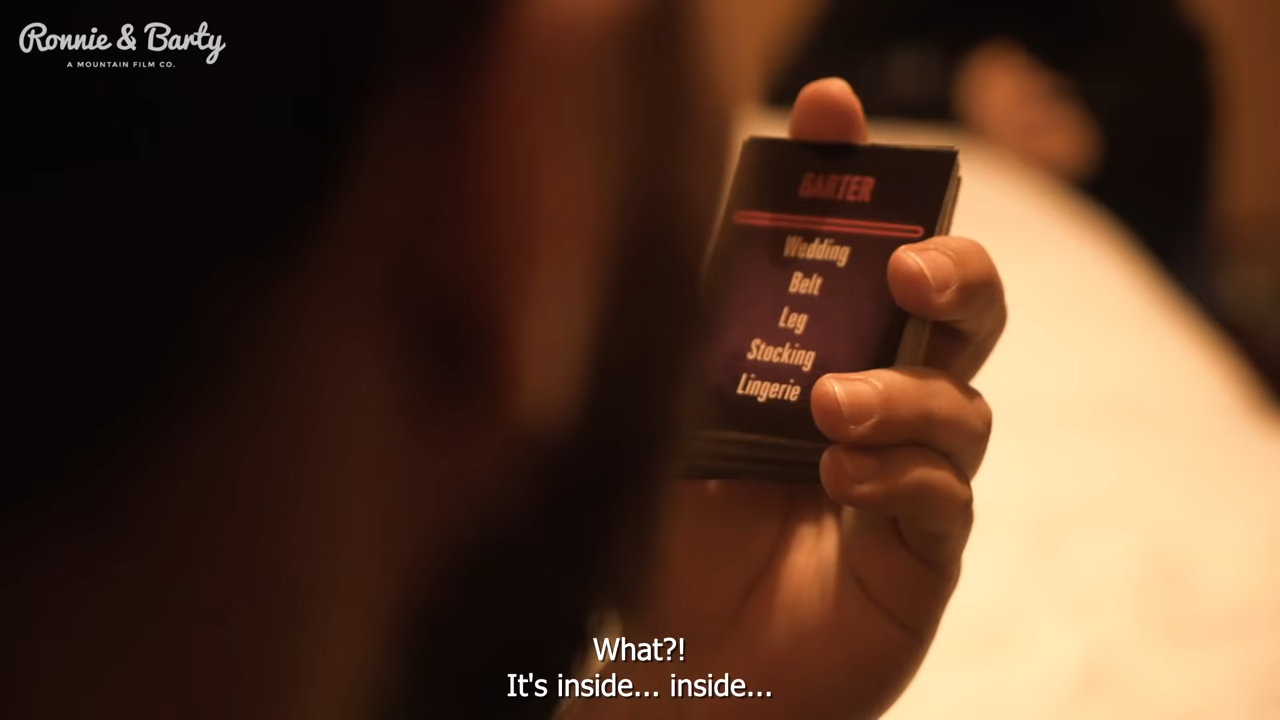 Ronnie & Barty
A MOUNTAIN FILM CO.
GARTER
Wedding
Belt
Leg
Stocking
Lingerie
What?!
It's inside... inside...